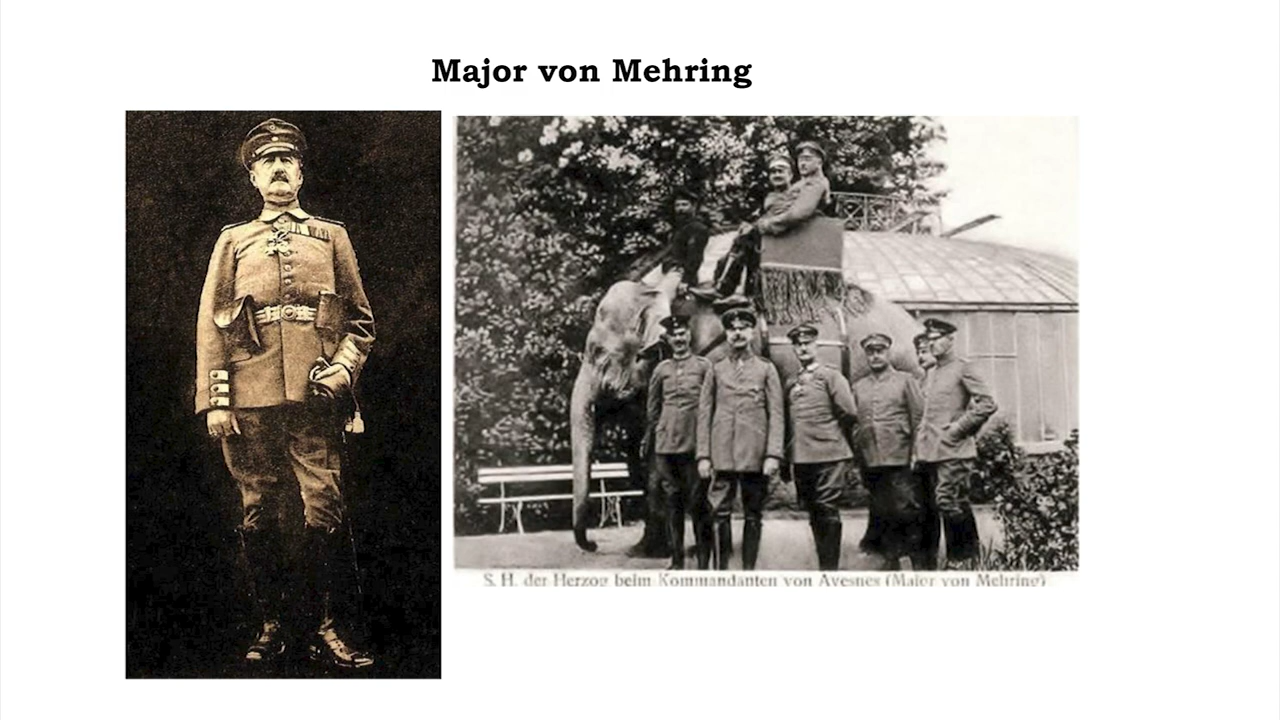 Major von Mehring
S. H. der Herzog beim Kommandanten von Avesnes (Major von Mehring)